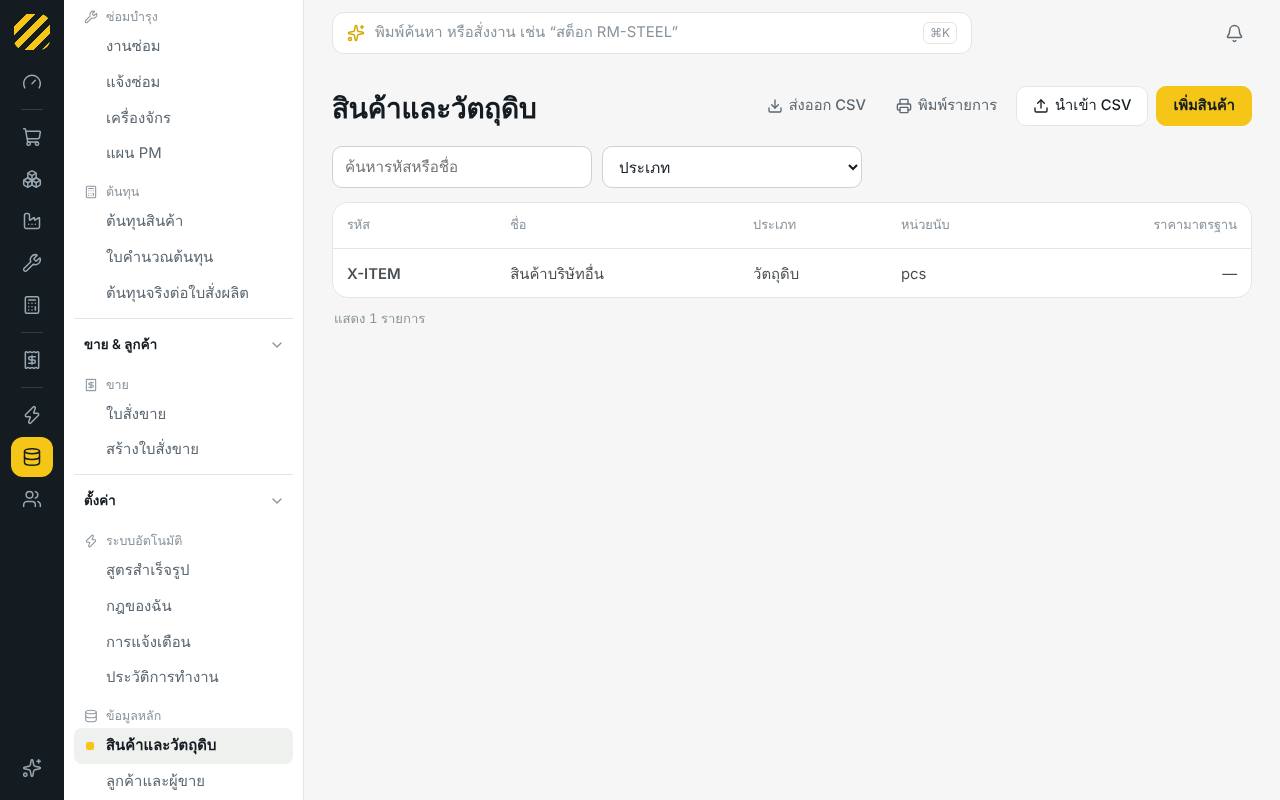 ซ่อมบำรุง
งานซ่อม
แจ้งซ่อม
เครื่องจักร
แผน PM
ต้นทุน
ต้นทุนสินค้า
ใบคำนวณต้นทุน
ต้นทุนจริงต่อใบสั่งผลิต
ขาย & ลูกค้า
ขาย
ใบสั่งขาย
สร้างใบสั่งขาย
ตั้งค่า
ระบบอัตโนมัติ
สูตรสำเร็จรูป
กฎของฉัน
การแจ้งเตือน
ประวัติการทำงาน
ข้อมูลหลัก
สินค้าและวัตถุดิบ
ลูกค้าและผู้ขาย
พิมพ์ค้นหา หรือสั่งงาน เช่น “สต็อก RM-STEEL” ⌘K
สินค้าและวัตถุดิบ
ส่งออก CSV พิมพ์รายการ นำเข้า CSV เพิ่มสินค้า
ค้นหารหัสหรือชื่อ ประเภท
รหัส ชื่อ ประเภท หน่วยนับ ราคามาตรฐาน
X-ITEM สินค้าบริษัทอื่น วัตถุดิบ pcs —
แสดง 1 รายการ